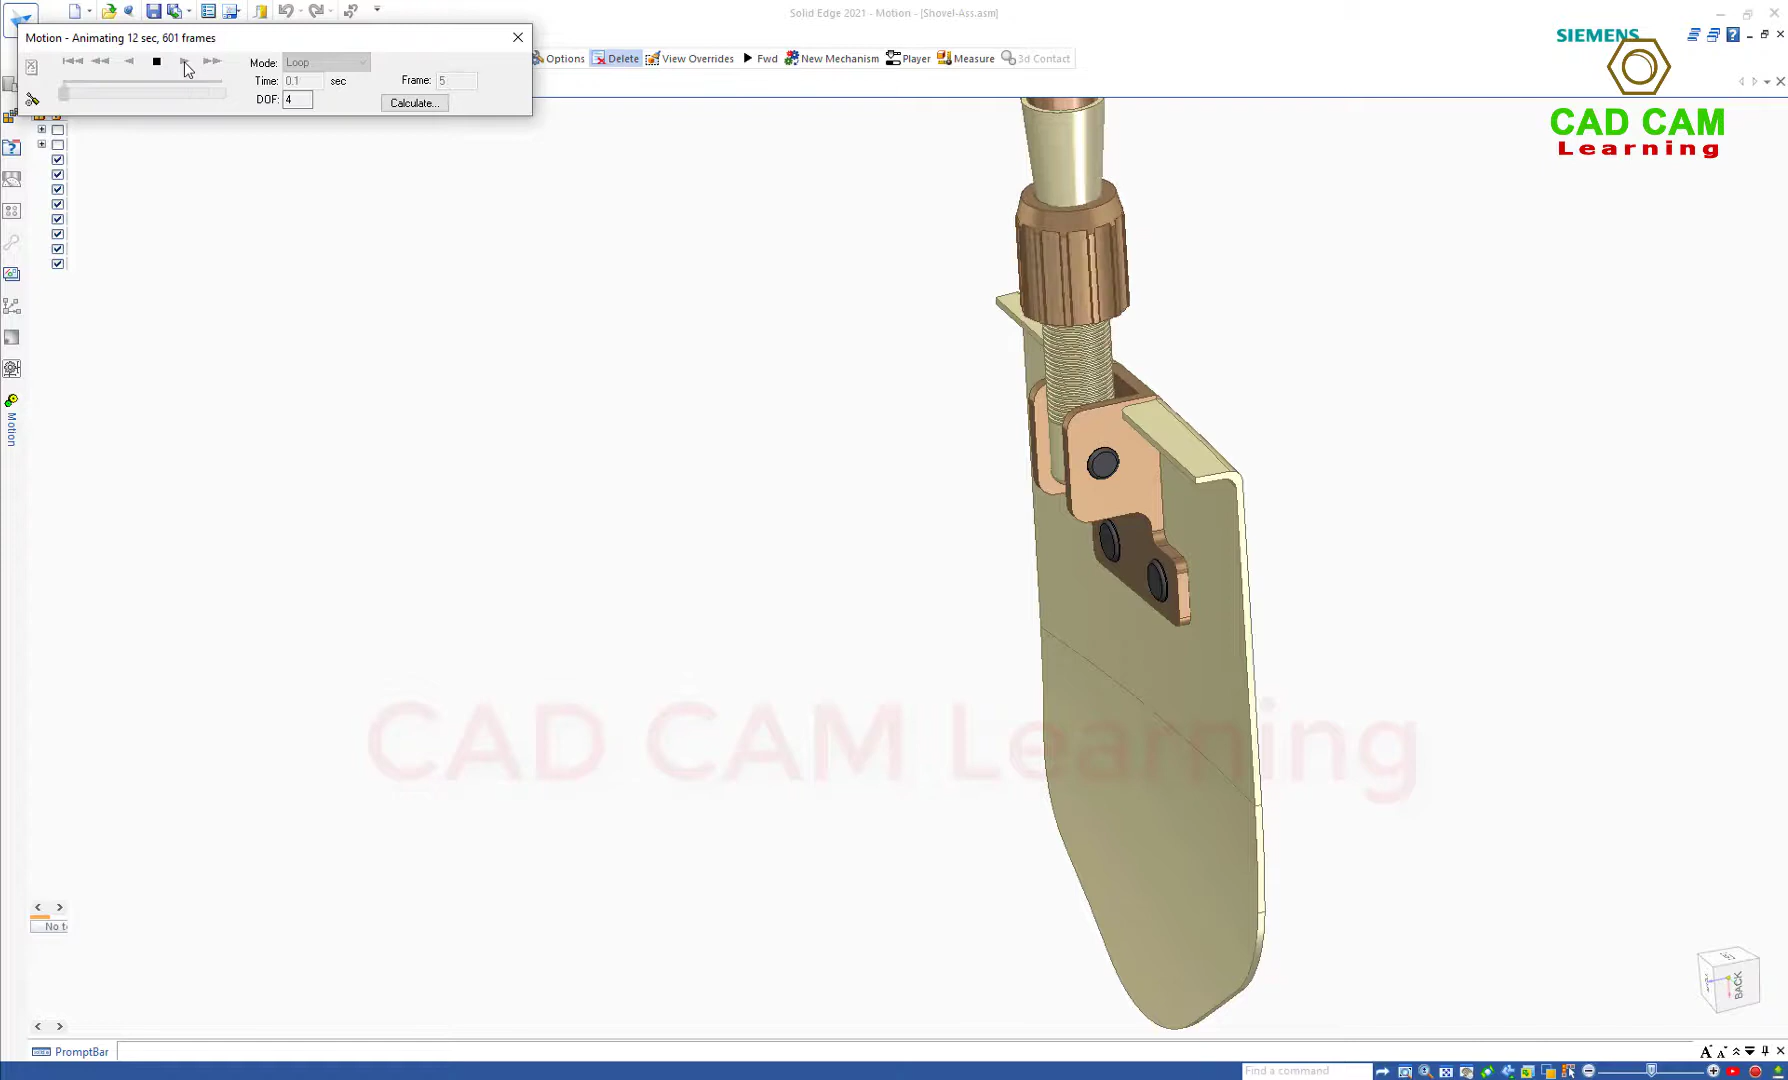 Solid Edge 2021 - Motion - [Shovel-Ass.asm]
Motion - Animating 12 sec, 601 frames
SIEMENS
Mode: Loop
Time: 0.1 sec
Frame: 5
DOF: 4
Calculate...
Options Delete View Overrides Fwd New Mechanism Player Measure 3d Contact
CAD CAM
Learning
Motion
CAD CAM Learning
No t
BACK
PromptBar
Find a command